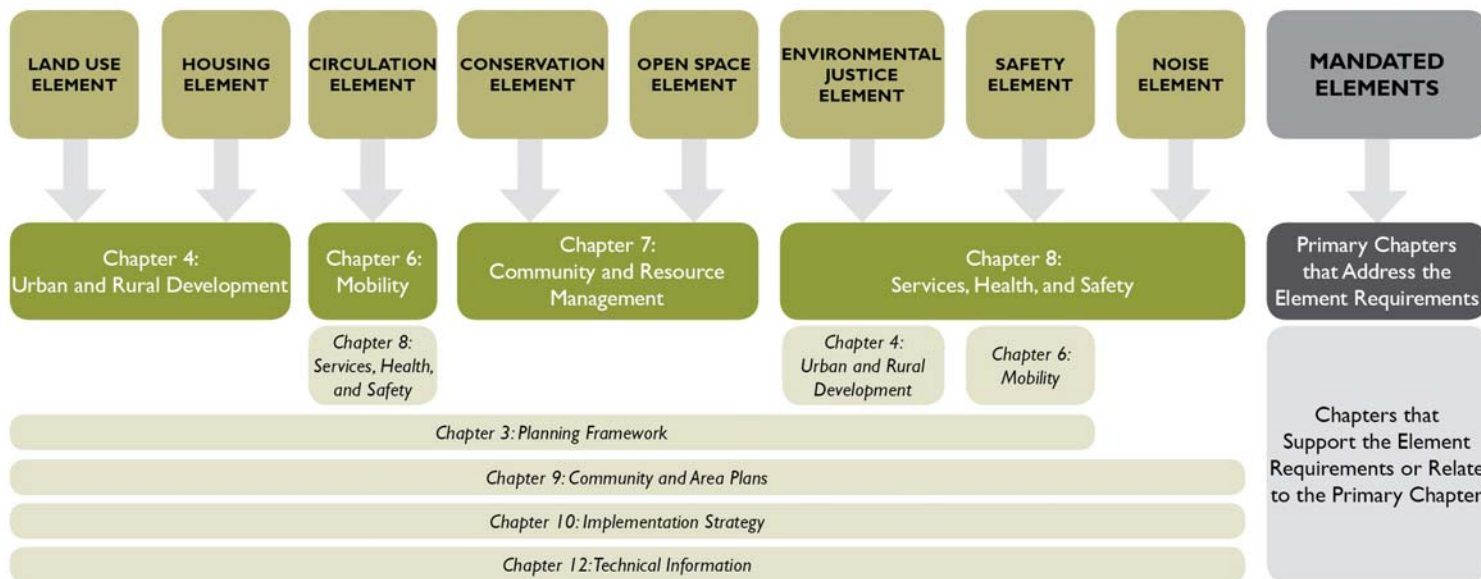 LAND USE
ELEMENT
HOUSING
ELEMENT
CIRCULATION
ELEMENT
CONSERVATION
ELEMENT
OPEN SPACE
ELEMENT
ENVIRONMENTAL
JUSTICE
ELEMENT
SAFETY
ELEMENT
NOISE
ELEMENT
MANDATED
ELEMENTS
Chapter 4:
Urban and Rural Development
Chapter 6:
Mobility
Chapter 7:
Community and Resource
Management
Chapter 8:
Services, Health, and Safety
Primary Chapters
that Address the
Element Requirements
Chapter 8:
Services, Health,
and Safety
Chapter 4:
Urban and Rural
Development
Chapter 6:
Mobility
Chapter 3: Planning Framework
Chapter 9: Community and Area Plans
Chapter 10: Implementation Strategy
Chapter 12: Technical Information
Chapters that
Support the Element
Requirements or Relate
to the Primary Chapter